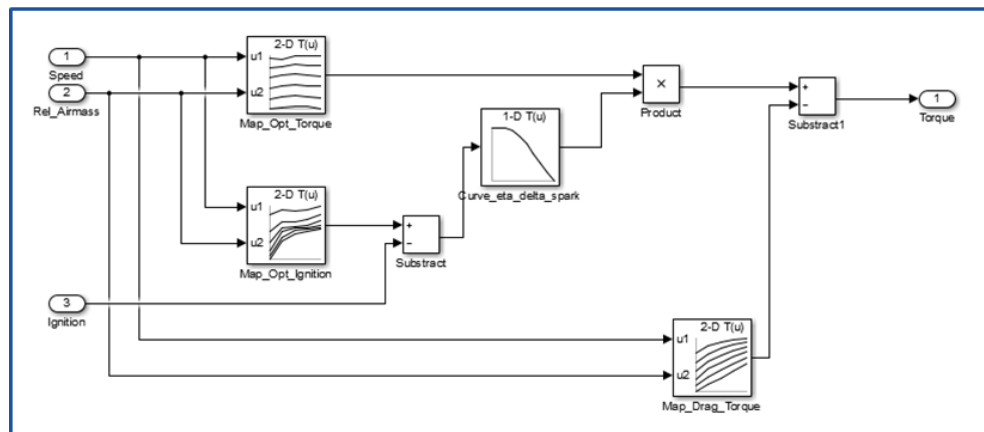 1
Speed
2
Rel_Airmass
2-D T(u)
u1
u2
Map_Opt_Torque
1-D T(u)
Curve_eta_delta_spark
×
Product
+
−
Substract1
1
Torque
2-D T(u)
u1
u2
Map_Opt_Ignition
+
−
Substract
3
Ignition
2-D T(u)
u1
u2
Map_Drag_Torque